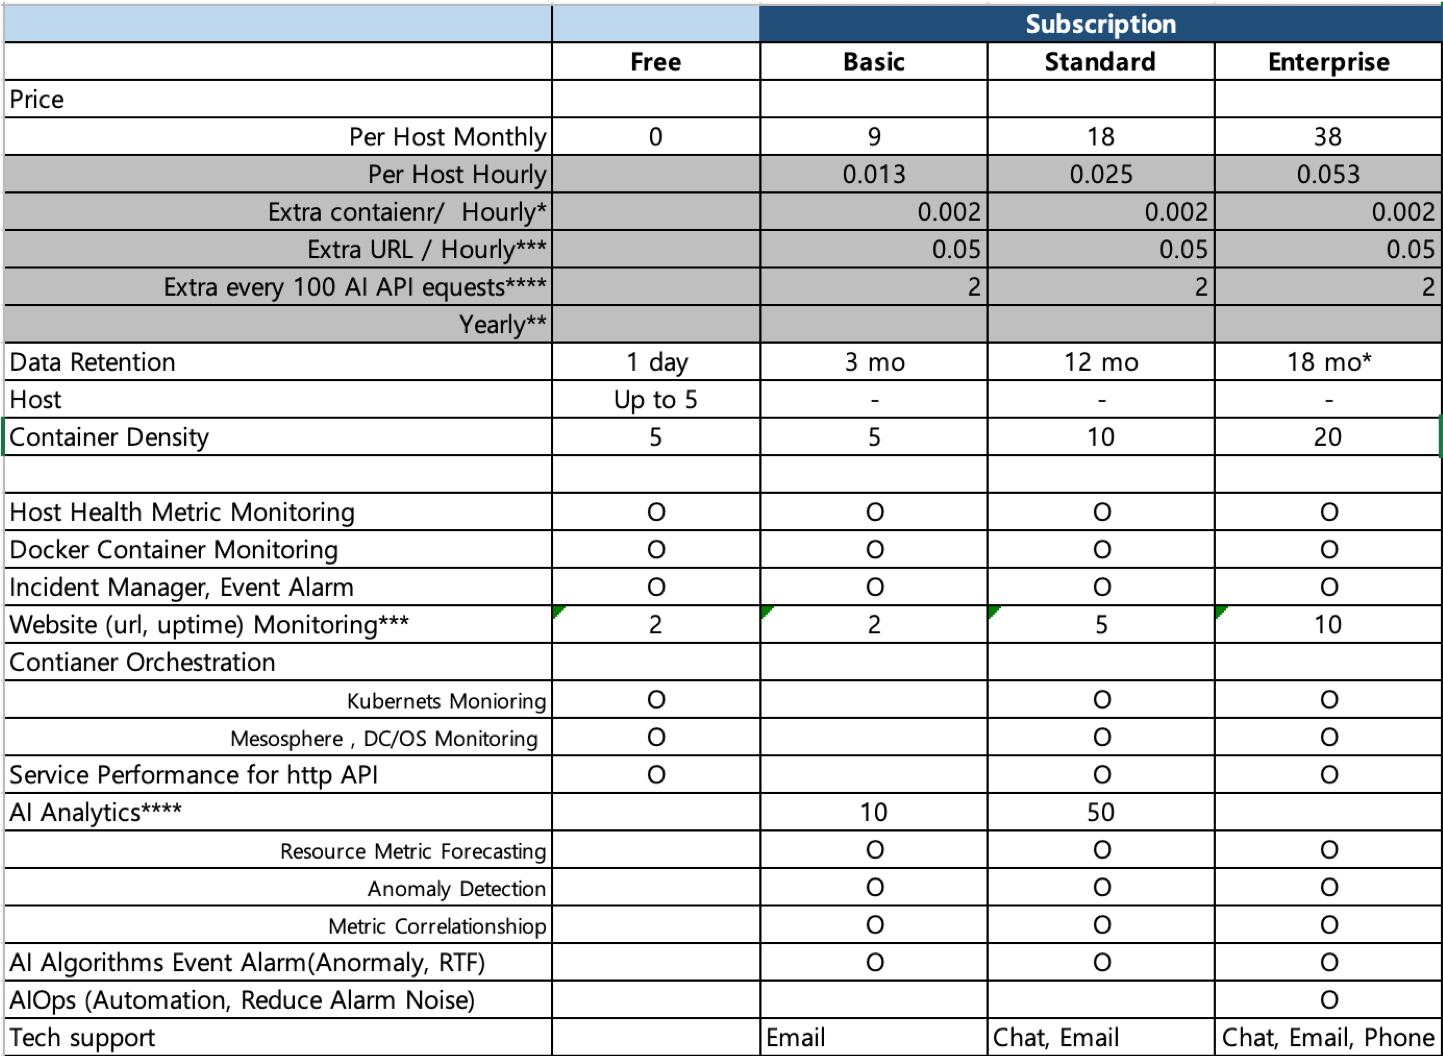 Subscription
Free Basic Standard Enterprise
Price
Per Host Monthly 0 9 18 38
Per Host Hourly 0.013 0.025 0.053
Extra contaienr/ Hourly* 0.002 0.002 0.002
Extra URL / Hourly*** 0.05 0.05 0.05
Extra every 100 AI API equests**** 2 2 2
Yearly**
Data Retention 1 day 3 mo 12 mo 18 mo*
Host Up to 5 - - -
Container Density 5 5 10 20
Host Health Metric Monitoring O O O O
Docker Container Monitoring O O O O
Incident Manager, Event Alarm O O O O
Website (url, uptime) Monitoring*** 2 2 5 10
Contianer Orchestration
Kubernets Monioring O O O
Mesosphere , DC/OS Monitoring O O O
Service Performance for http API O O O
AI Analytics**** 10 50
Resource Metric Forecasting O O O
Anomaly Detection O O O
Metric Correlationshiop O O O
AI Algorithms Event Alarm(Anormaly, RTF) O O O
AIOps (Automation, Reduce Alarm Noise) O
Tech support Email Chat, Email Chat, Email, Phone